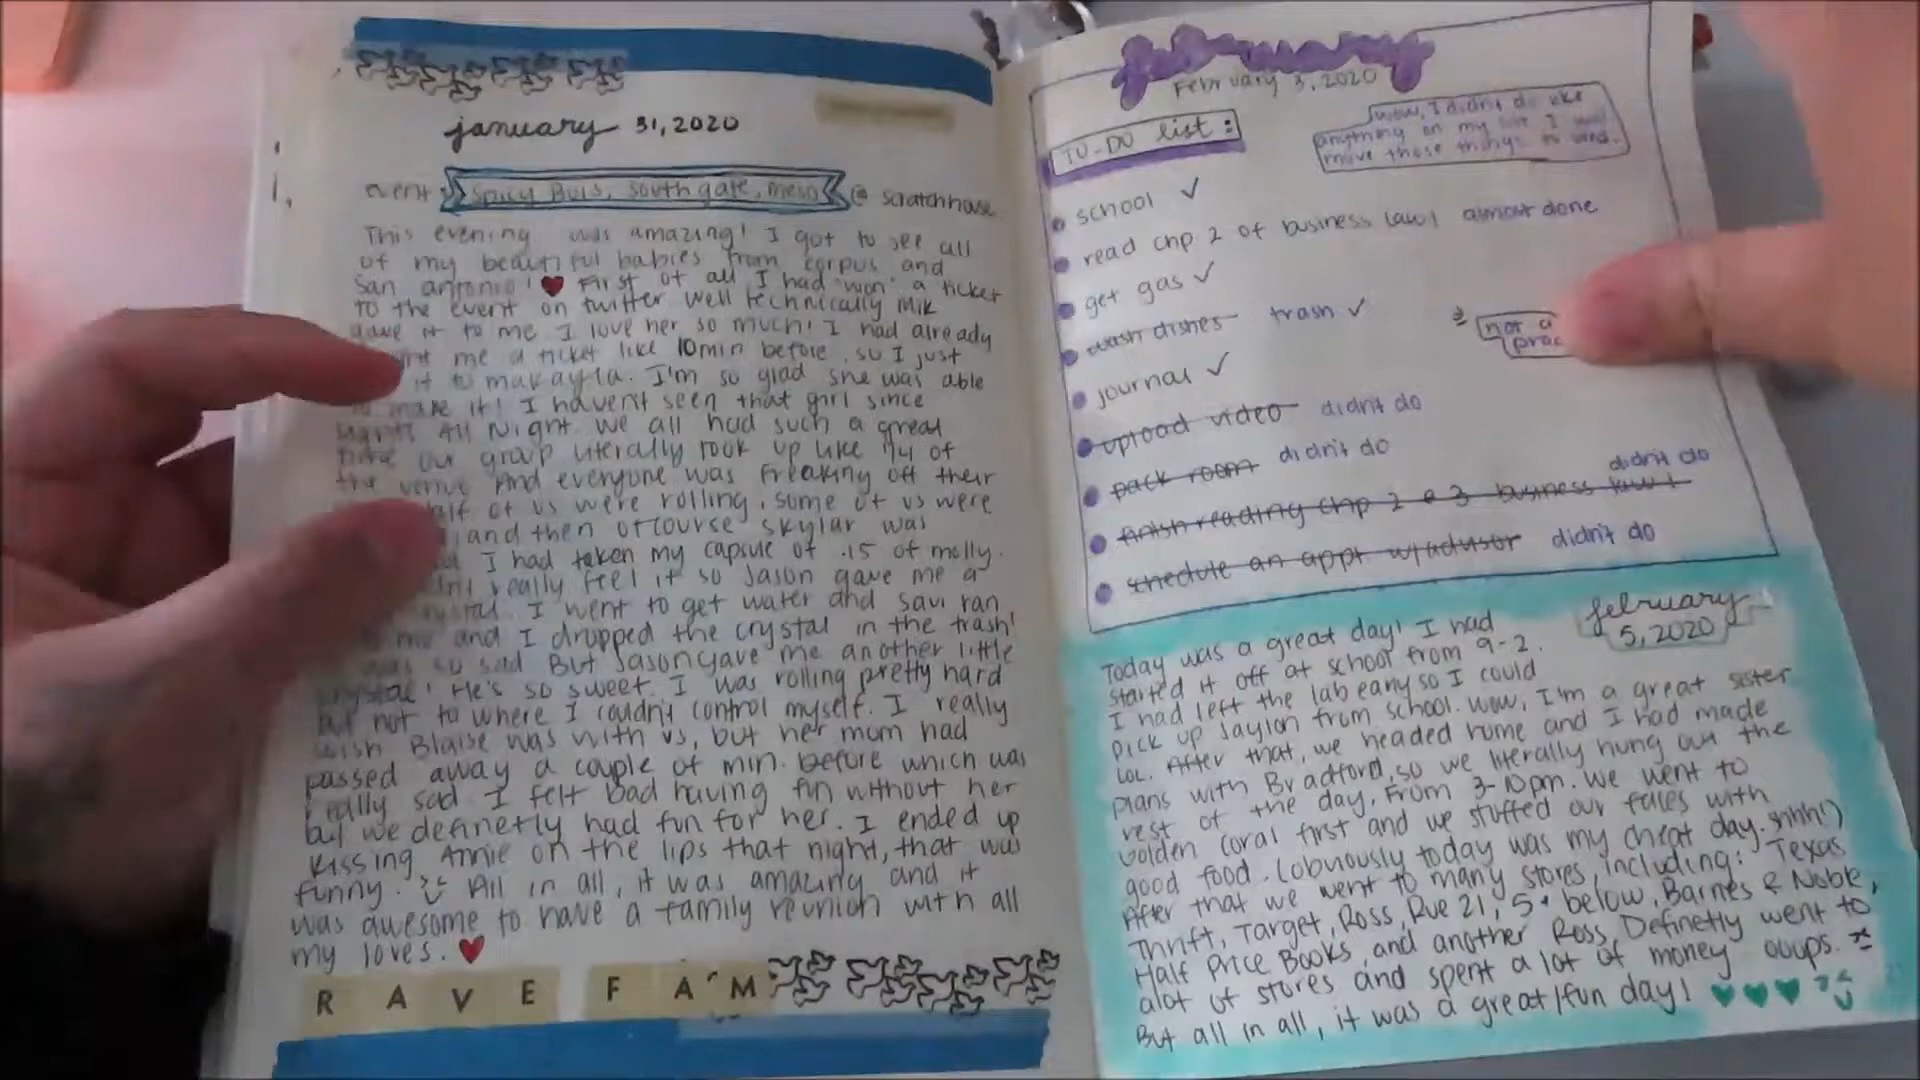 january 31, 2020
event: Spicy Bois, southgate, meso @ scratchhouse
This evening was amazing! I got to see all
of my beautiful babies from corpus and
San antonio! ♥ First of all I had "won" a ticket
to the event on twitter well technically Mik
gave it to me. I love her so much! I had already
me a ticket like 10min before, so I just
it to makayla. I'm so glad she was able
to make it! I havent seen that girl since
All Night. we all had such a great
time our group literally took up like 1/4 of
the venue And everyone was freaking off their
half of us were rolling, some of us were
, and then ofcourse skylar was
I had taken my capsule of .15 of molly.
really feel it so Jason gave me a
crystal. I went to get water and savi ran
me and I dropped the crystal in the trash!
was so sad But Jason gave me another little
crystal! He's so sweet. I was rolling pretty hard
but not to where I couldn't control myself. I really
wish Blaise was with us, but her mom had
passed away a couple of min. before which was
really sad. I felt bad having fun without her
but we definetly had fun for her. I ended up
kissing Annie on the lips that night, that was
funny. All in all, it was amazing and it
was awesome to have a family reunion with all
my loves. ♥
RAVE FAM
february
February 3, 2020
TO-DO list:
wow, I didn't do like
anything on my list I will
move those things to wed.
school ✓
read chp 2 of business law 1 almost done
get gas ✓
wash dishes trash ✓
not a
proc
journal ✓
upload video didn't do
pack room didn't do
finish reading chp 2 & 3 business law 1 didn't do
schedule an appt w/ advisor didn't do
february
5, 2020
Today was a great day! I had
started it off at school from 9-2.
I had left the lab early so I could
pick up Jaylon from school. wow, I'm a great sister
LOL. After that, we headed home and I had made
plans with Bradford, so we literally hung out the
rest of the day, From 3-10pm. We went to
Golden Coral first and we stuffed our faces with
good food. (obviously today was my cheat day. shhh!)
After that we went to many stores, including: Texas
Thrift, Target, Ross, Rue 21, 5 below, Barnes & Noble,
Half Price Books, and another Ross. Definetly went to
alot of stores and spent a lot of money ooups.
But all in all, it was a great/fun day! ♥ ♥ ♥